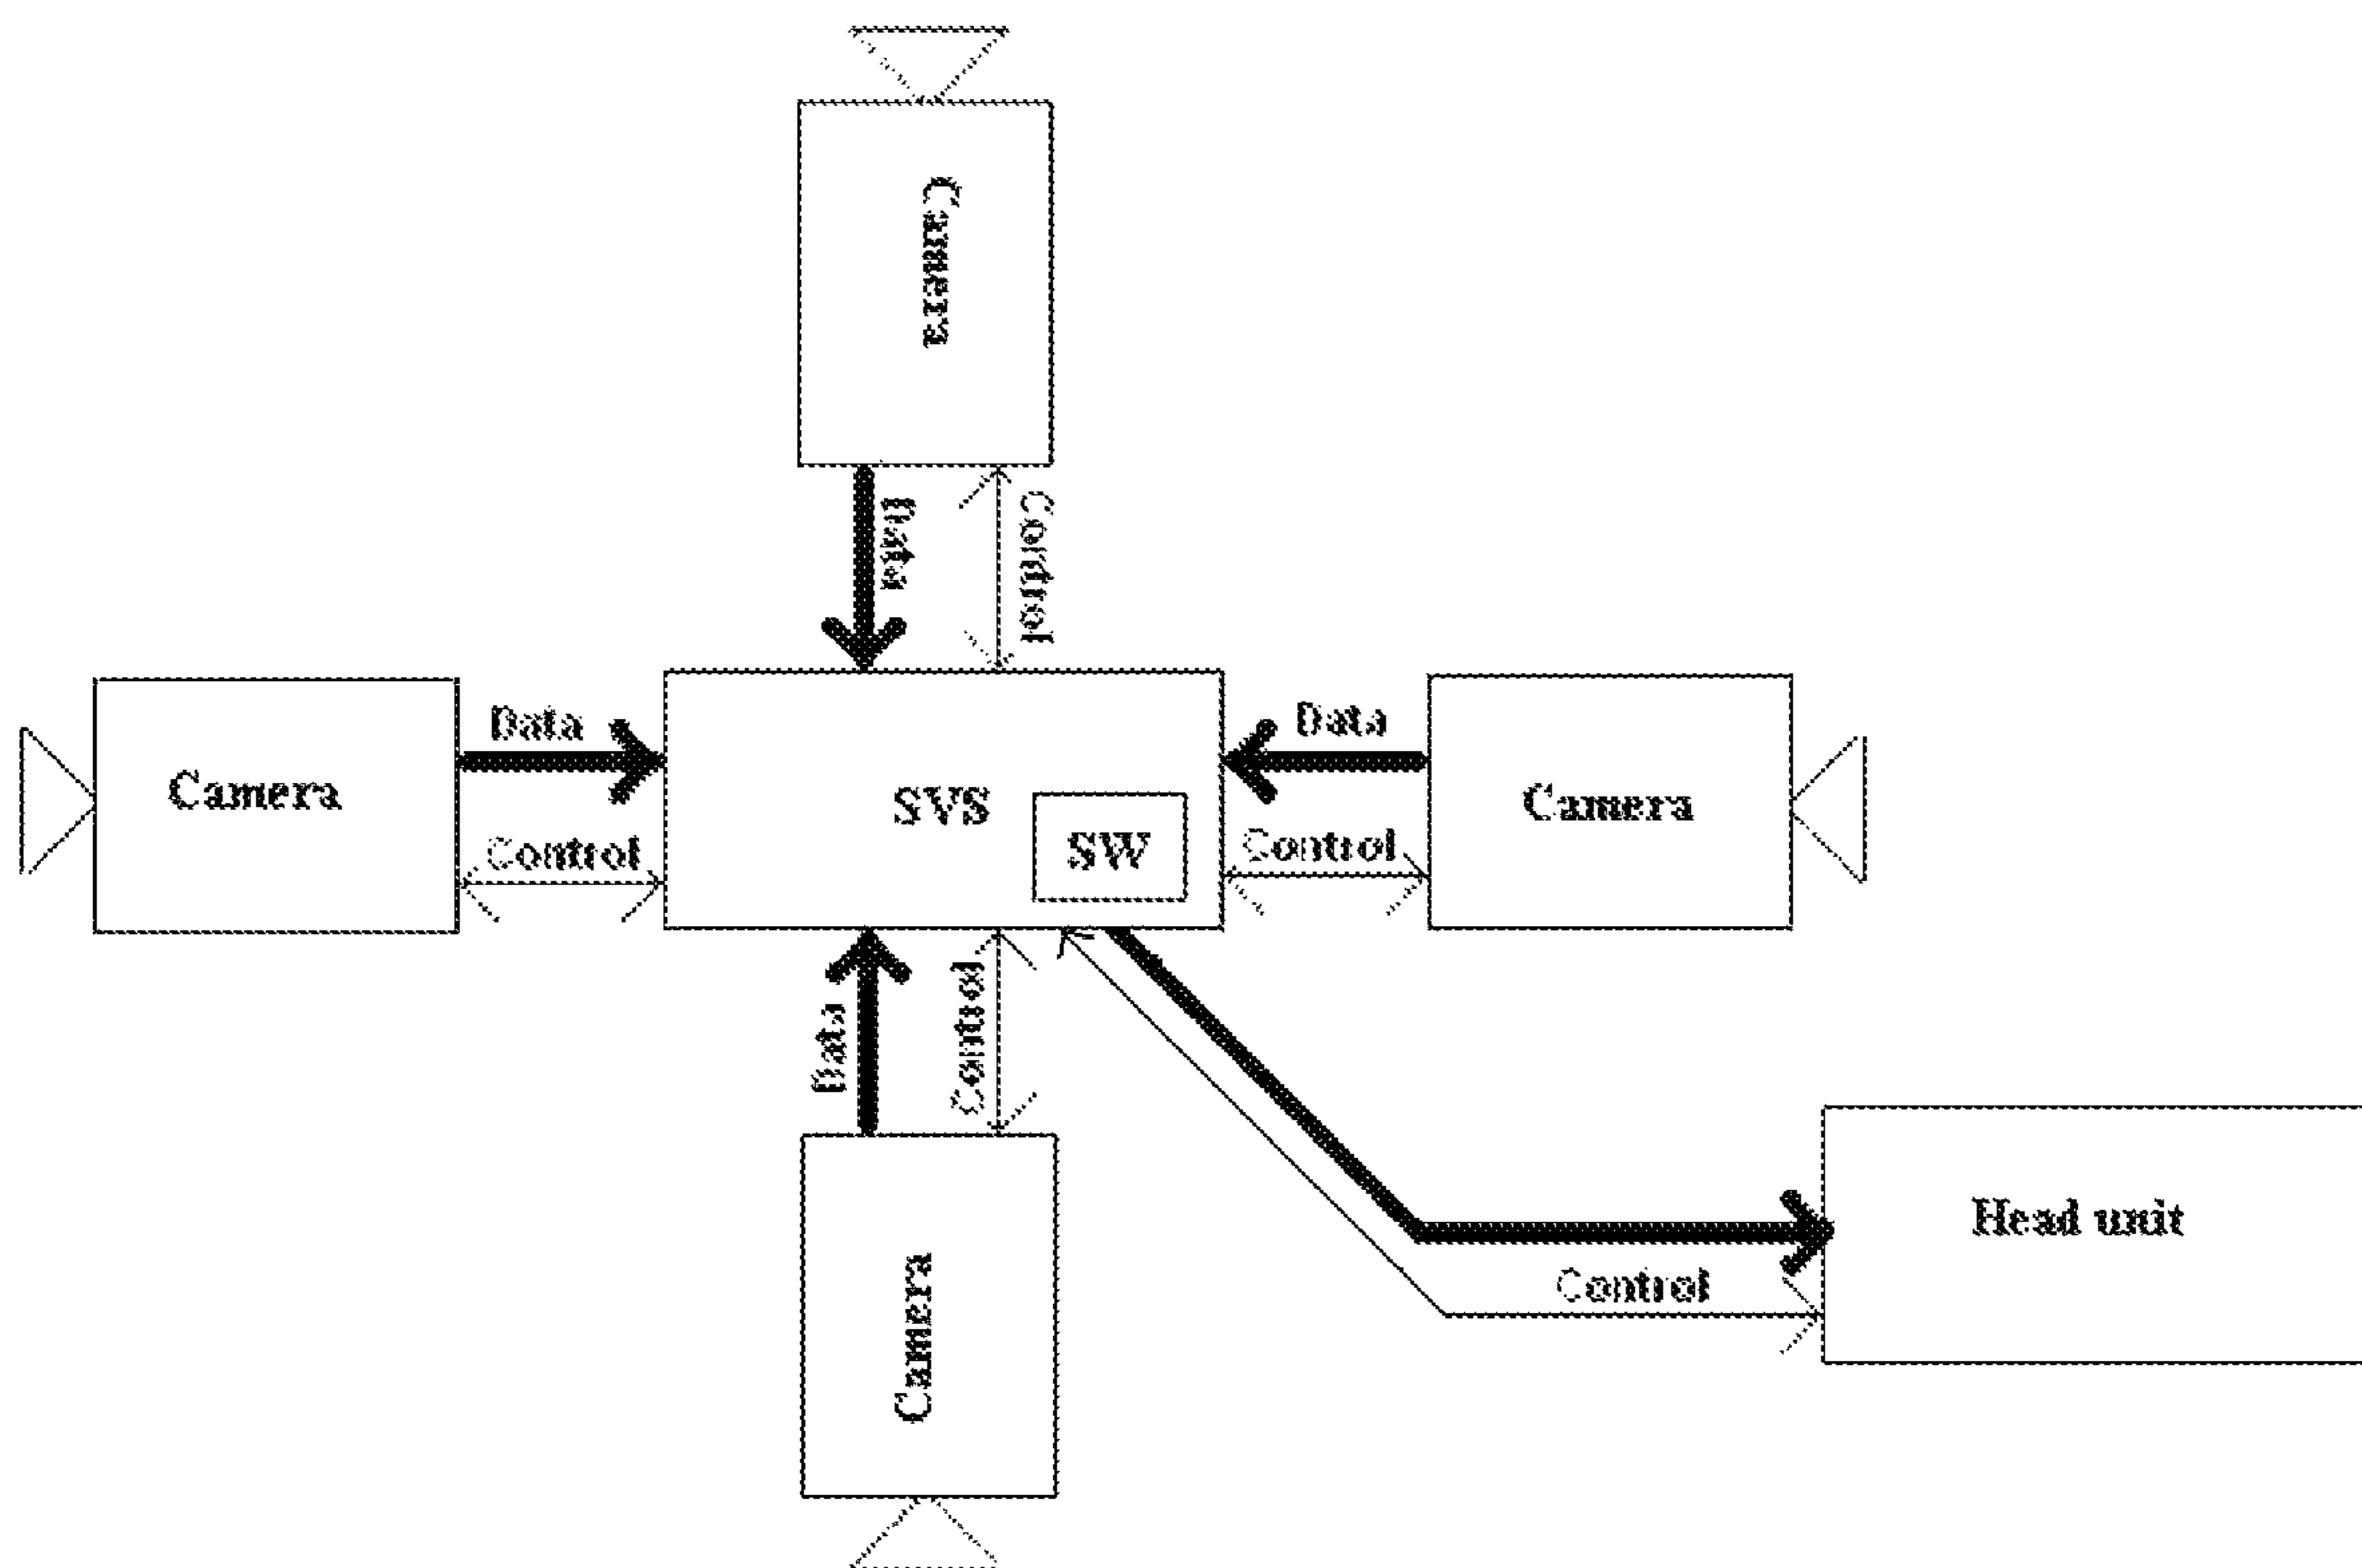 Camera
Data
Control
Data
Data
Camera
SVS
Camera
Control
SW
Control
Data
Control
Head unit
Control
Camera